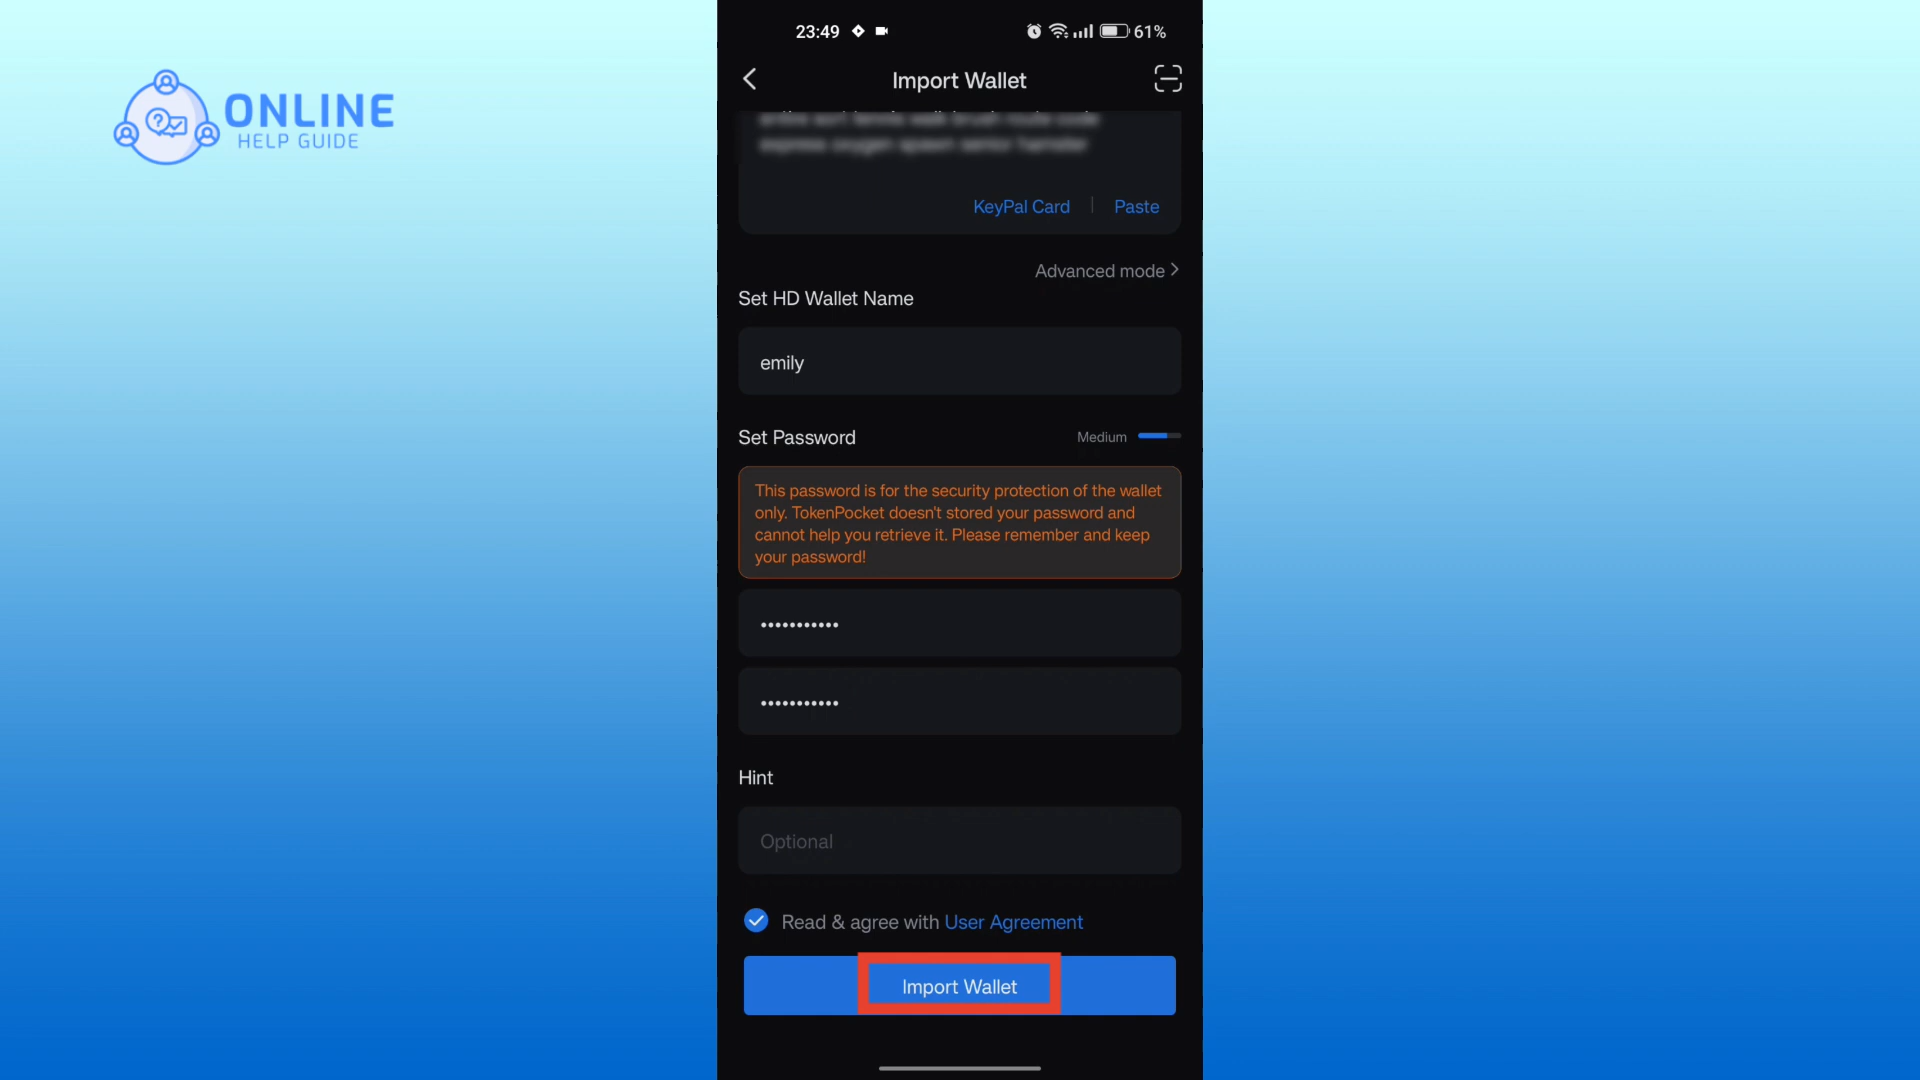 ONLINE
HELP GUIDE
23:49
61%
Import Wallet
KeyPal Card
Paste
Advanced mode
Set HD Wallet Name
emily
Set Password
Medium
This password is for the security protection of the wallet
only. TokenPocket doesn't stored your password and
cannot help you retrieve it. Please remember and keep
your password!
Hint
Optional
Read & agree with User Agreement
Import Wallet